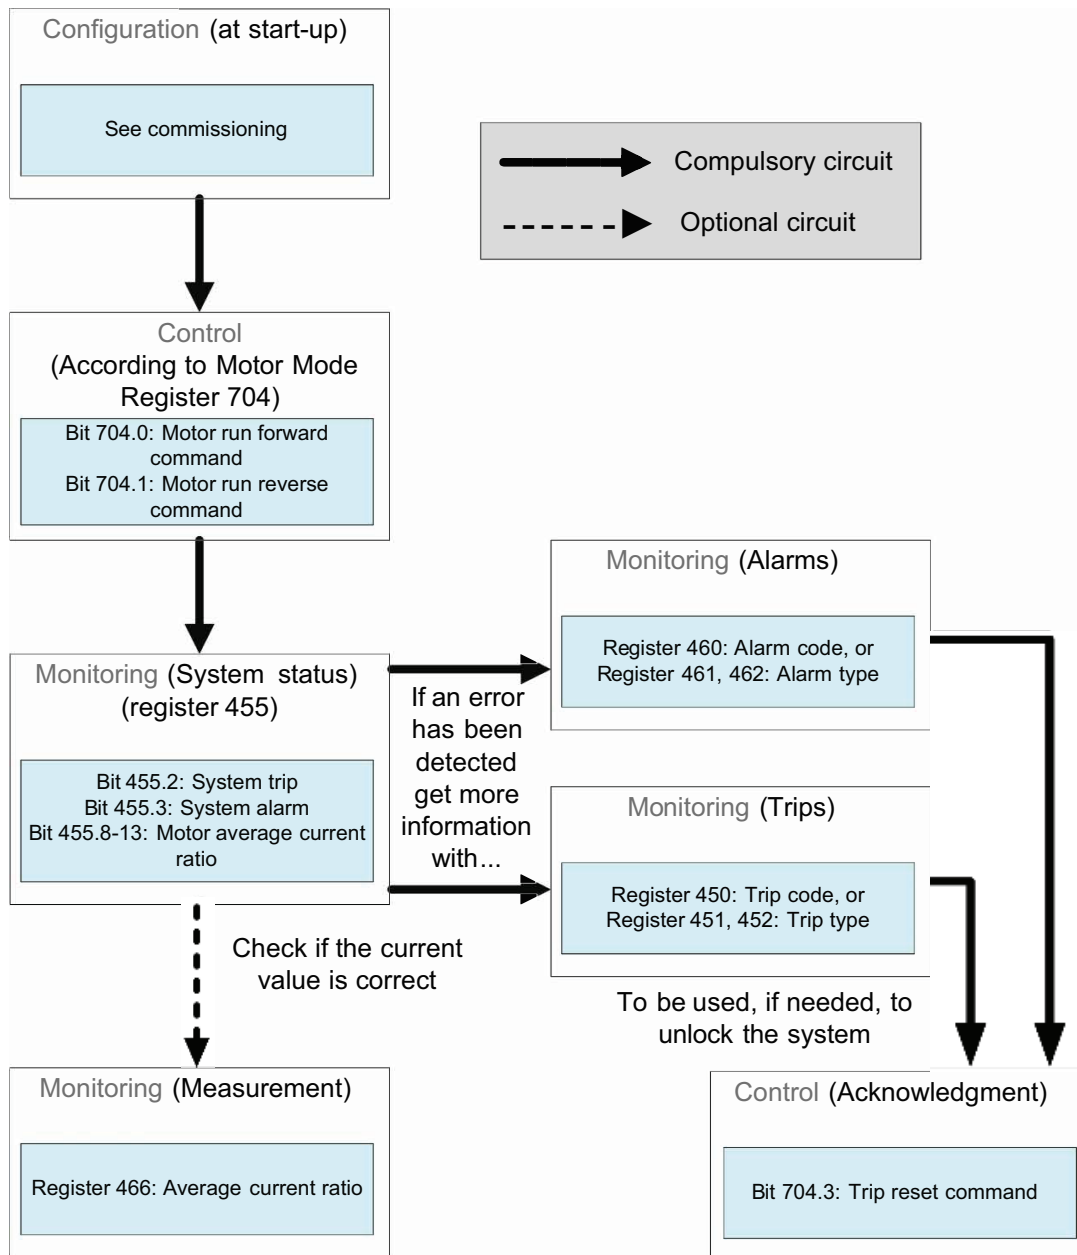 Configuration (at start-up)
See commissioning
Compulsory circuit
Optional circuit
Control
(According to Motor Mode
Register 704)
Bit 704.0: Motor run forward
command
Bit 704.1: Motor run reverse
command
Monitoring (System status)
(register 455)
Bit 455.2: System trip
Bit 455.3: System alarm
Bit 455.8-13: Motor average current
ratio
If an error
has been
detected
get more
information
with...
Monitoring (Alarms)
Register 460: Alarm code, or
Register 461, 462: Alarm type
Monitoring (Trips)
Register 450: Trip code, or
Register 451, 452: Trip type
Check if the current
value is correct
To be used, if needed, to
unlock the system
Monitoring (Measurement)
Register 466: Average current ratio
Control (Acknowledgment)
Bit 704.3: Trip reset command